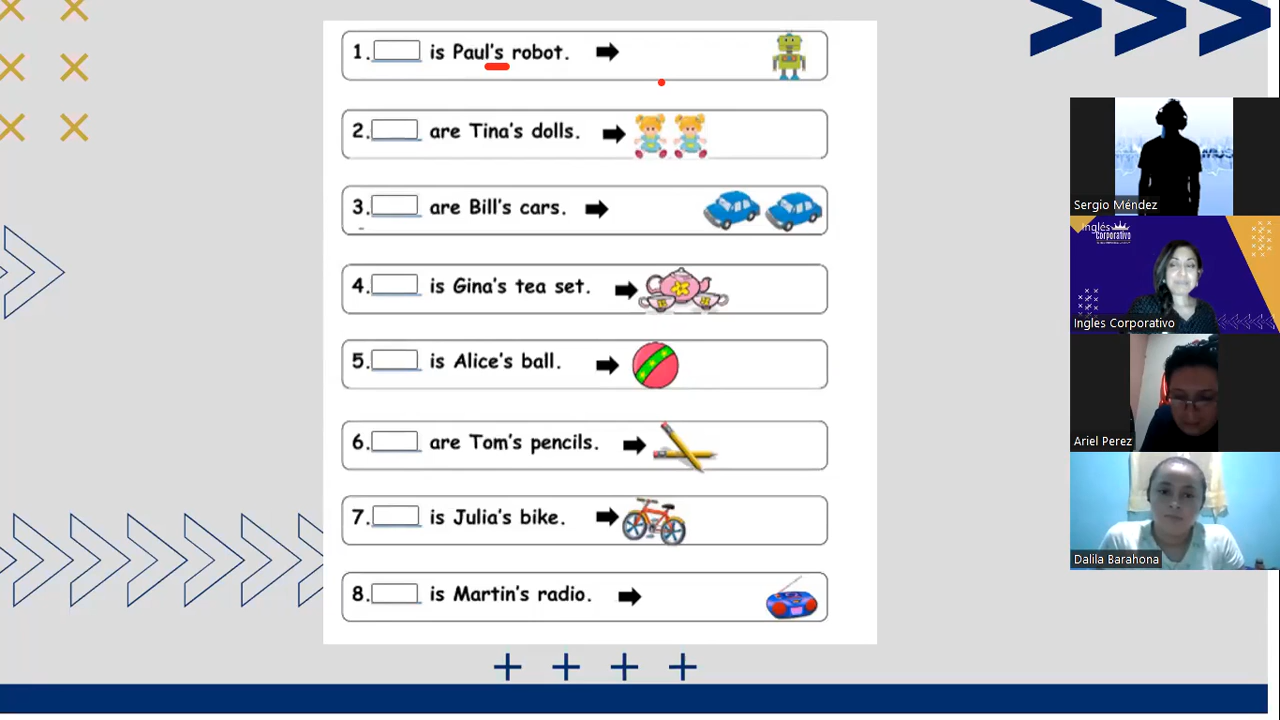 1. is Paul's robot.
2. are Tina's dolls.
3. are Bill's cars.
4. is Gina's tea set.
5. is Alice's ball.
6. are Tom's pencils.
7. is Julia's bike.
8. is Martin's radio.
Sergio Méndez
Inglés
Corporativo
Ingles Corporativo
Ariel Perez
Dalila Barahona